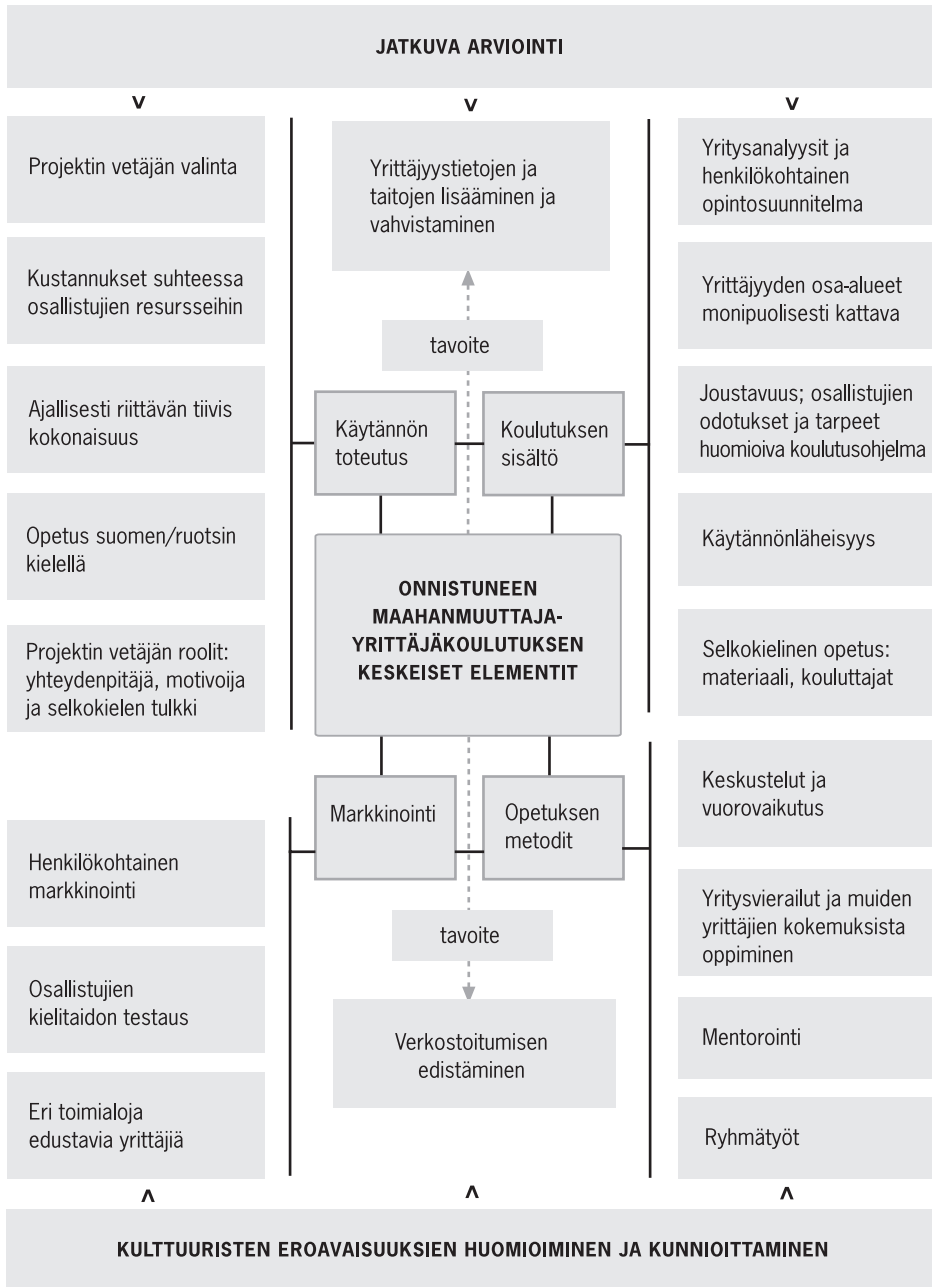 JATKUVA ARVIOINTI
Projektin vetäjän valinta
Kustannukset suhteessa
osallistujien resursseihin
Ajallisesti riittävän tiivis
kokonaisuus
Opetus suomen/ruotsin
kielellä
Projektin vetäjän roolit:
yhteydenpitäjä, motivoija
ja selkokielen tulkki
Henkilökohtainen
markkinointi
Osallistujien
kielitaidon testaus
Eri toimialoja
edustavia yrittäjiä
Yrittäjyystietojen ja
taitojen lisääminen ja
vahvistaminen
tavoite
Käytännön
toteutus
Koulutuksen
sisältö
ONNISTUNEEN
MAAHANMUUTTAJA-
YRITTÄJÄKOULUTUKSEN
KESKEISET ELEMENTIT
Markkinointi
Opetuksen
metodit
tavoite
Verkostoitumisen
edistäminen
Yritysanalyysit ja
henkilökohtainen
opintosuunnitelma
Yrittäjyyden osa-alueet
monipuolisesti kattava
Joustavuus; osallistujien
odotukset ja tarpeet
huomioiva koulutusohjelma
Käytännönläheisyys
Selkokielinen opetus:
materiaali, kouluttajat
Keskustelut ja
vuorovaikutus
Yritysvierailut ja muiden
yrittäjien kokemuksista
oppiminen
Mentorointi
Ryhmätyöt
KULTTUURISTEN EROAVAISUUKSIEN HUOMIOIMINEN JA KUNNIOITTAMINEN